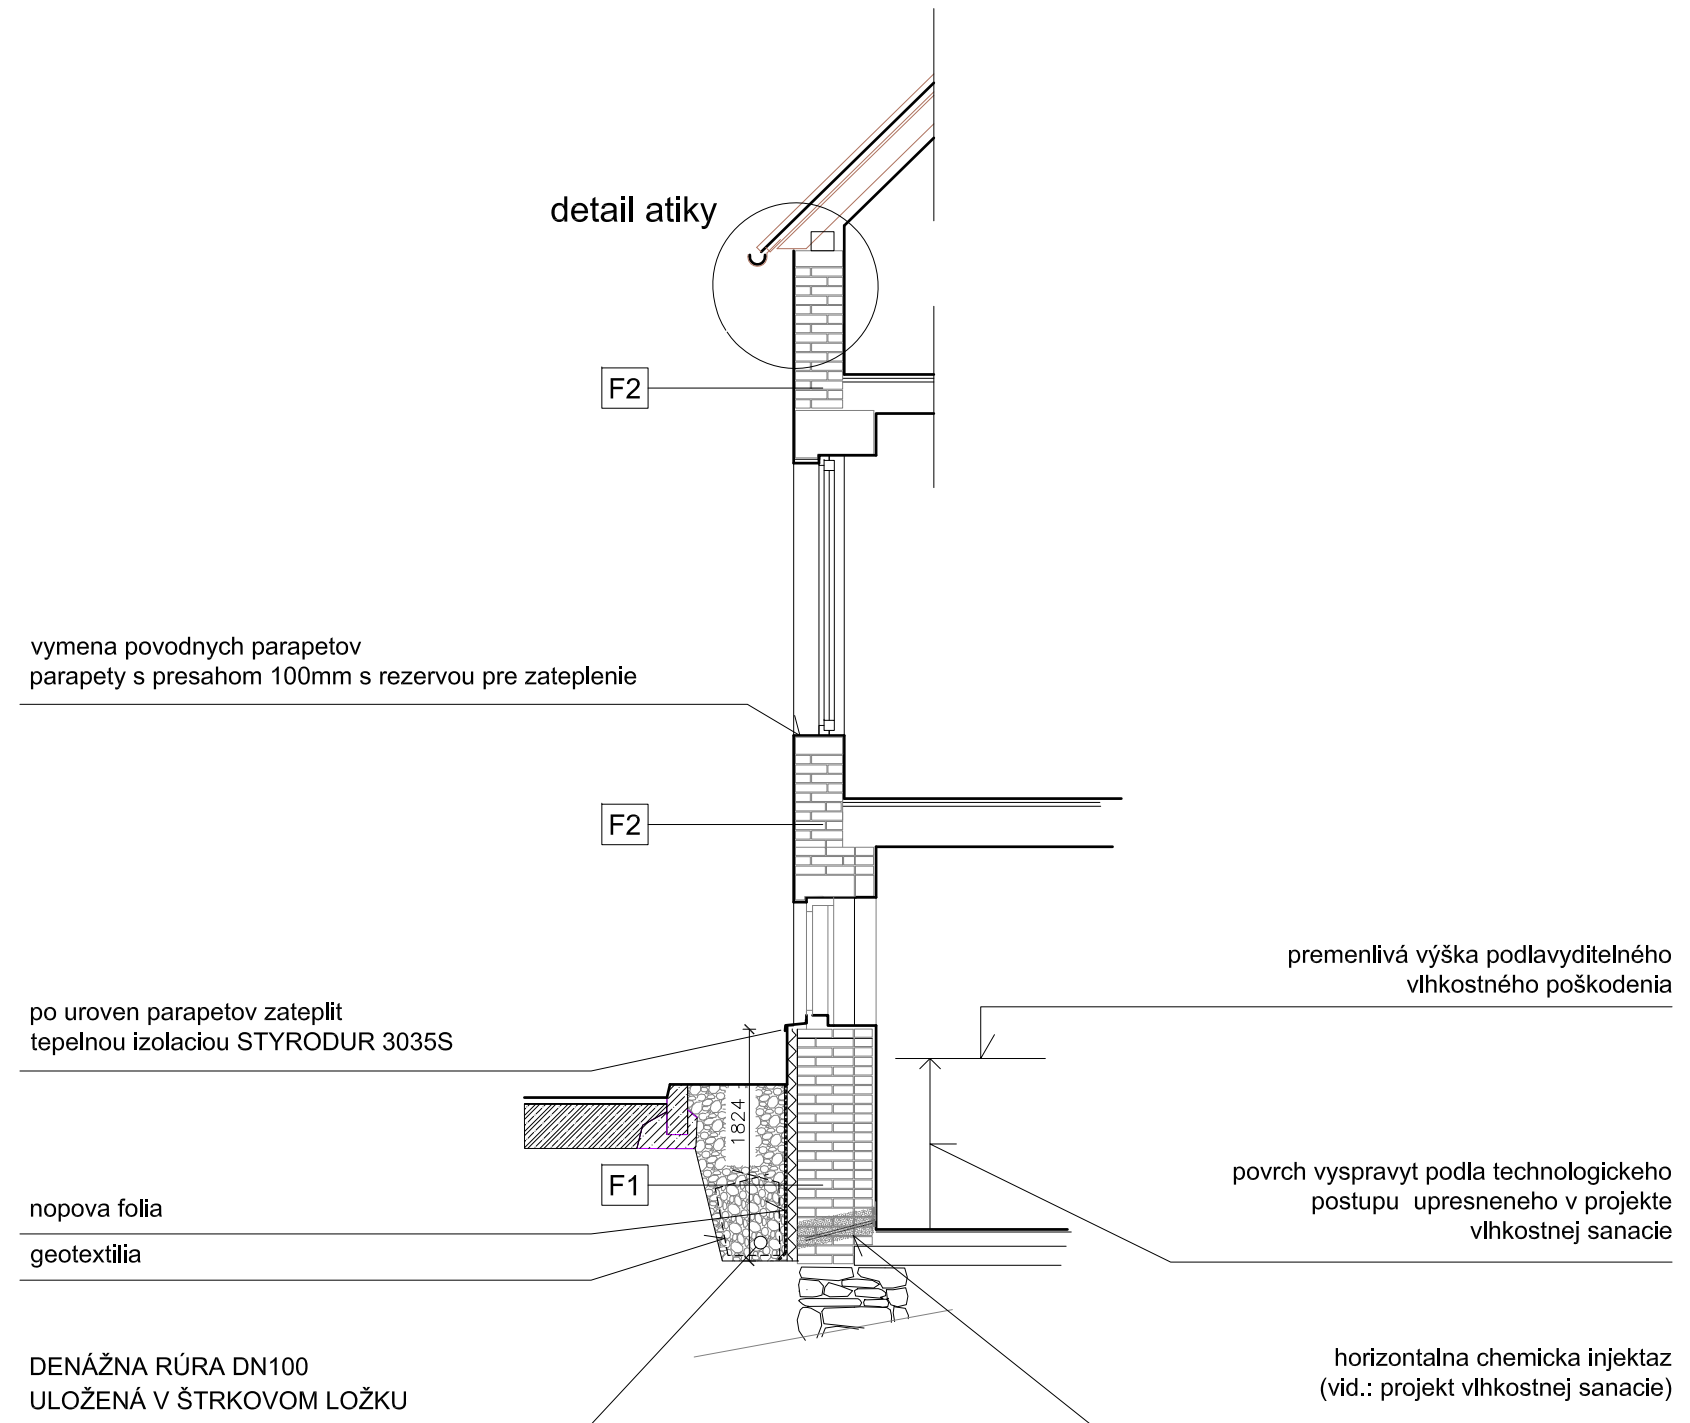 detail atiky
F2
vymena povodnych parapetov
parapety s presahom 100mm s rezervou pre zateplenie
F2
premenlivá výška podlavyditelného
vlhkostného poškodenia
po uroven parapetov zateplit
tepelnou izolaciou STYRODUR 3035S
1824
F1
povrch vyspravyt podla technologickeho
postupu upresneneho v projekte
vlhkostnej sanacie
nopova folia
geotextilia
DENÁŽNA RÚRA DN100
ULOŽENÁ V ŠTRKOVOM LOŽKU
horizontalna chemicka injektaz
(vid.: projekt vlhkostnej sanacie)